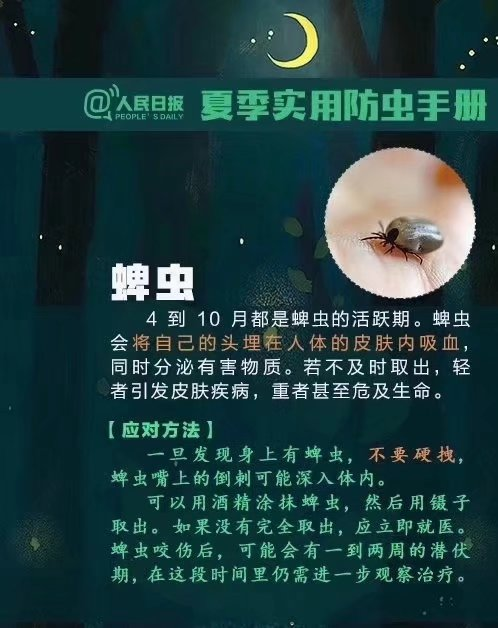 @人民日报 夏季实用防虫手册
PEOPLE'S DAILY
蜱虫
4 到 10 月都是蜱虫的活跃期。蜱虫
会将自己的头埋在人体的皮肤内吸血，
同时分泌有害物质。若不及时取出，轻
者引发皮肤疾病，重者甚至危及生命。
【应对方法】
一旦发现身上有蜱虫，不要硬拽，
蜱虫嘴上的倒刺可能深入体内。
可以用酒精涂抹蜱虫，然后用镊子
取出。如果没有完全取出，应立即就医。
蜱虫咬伤后，可能会有一到两周的潜伏
期，在这段时间里仍需进一步观察治疗。